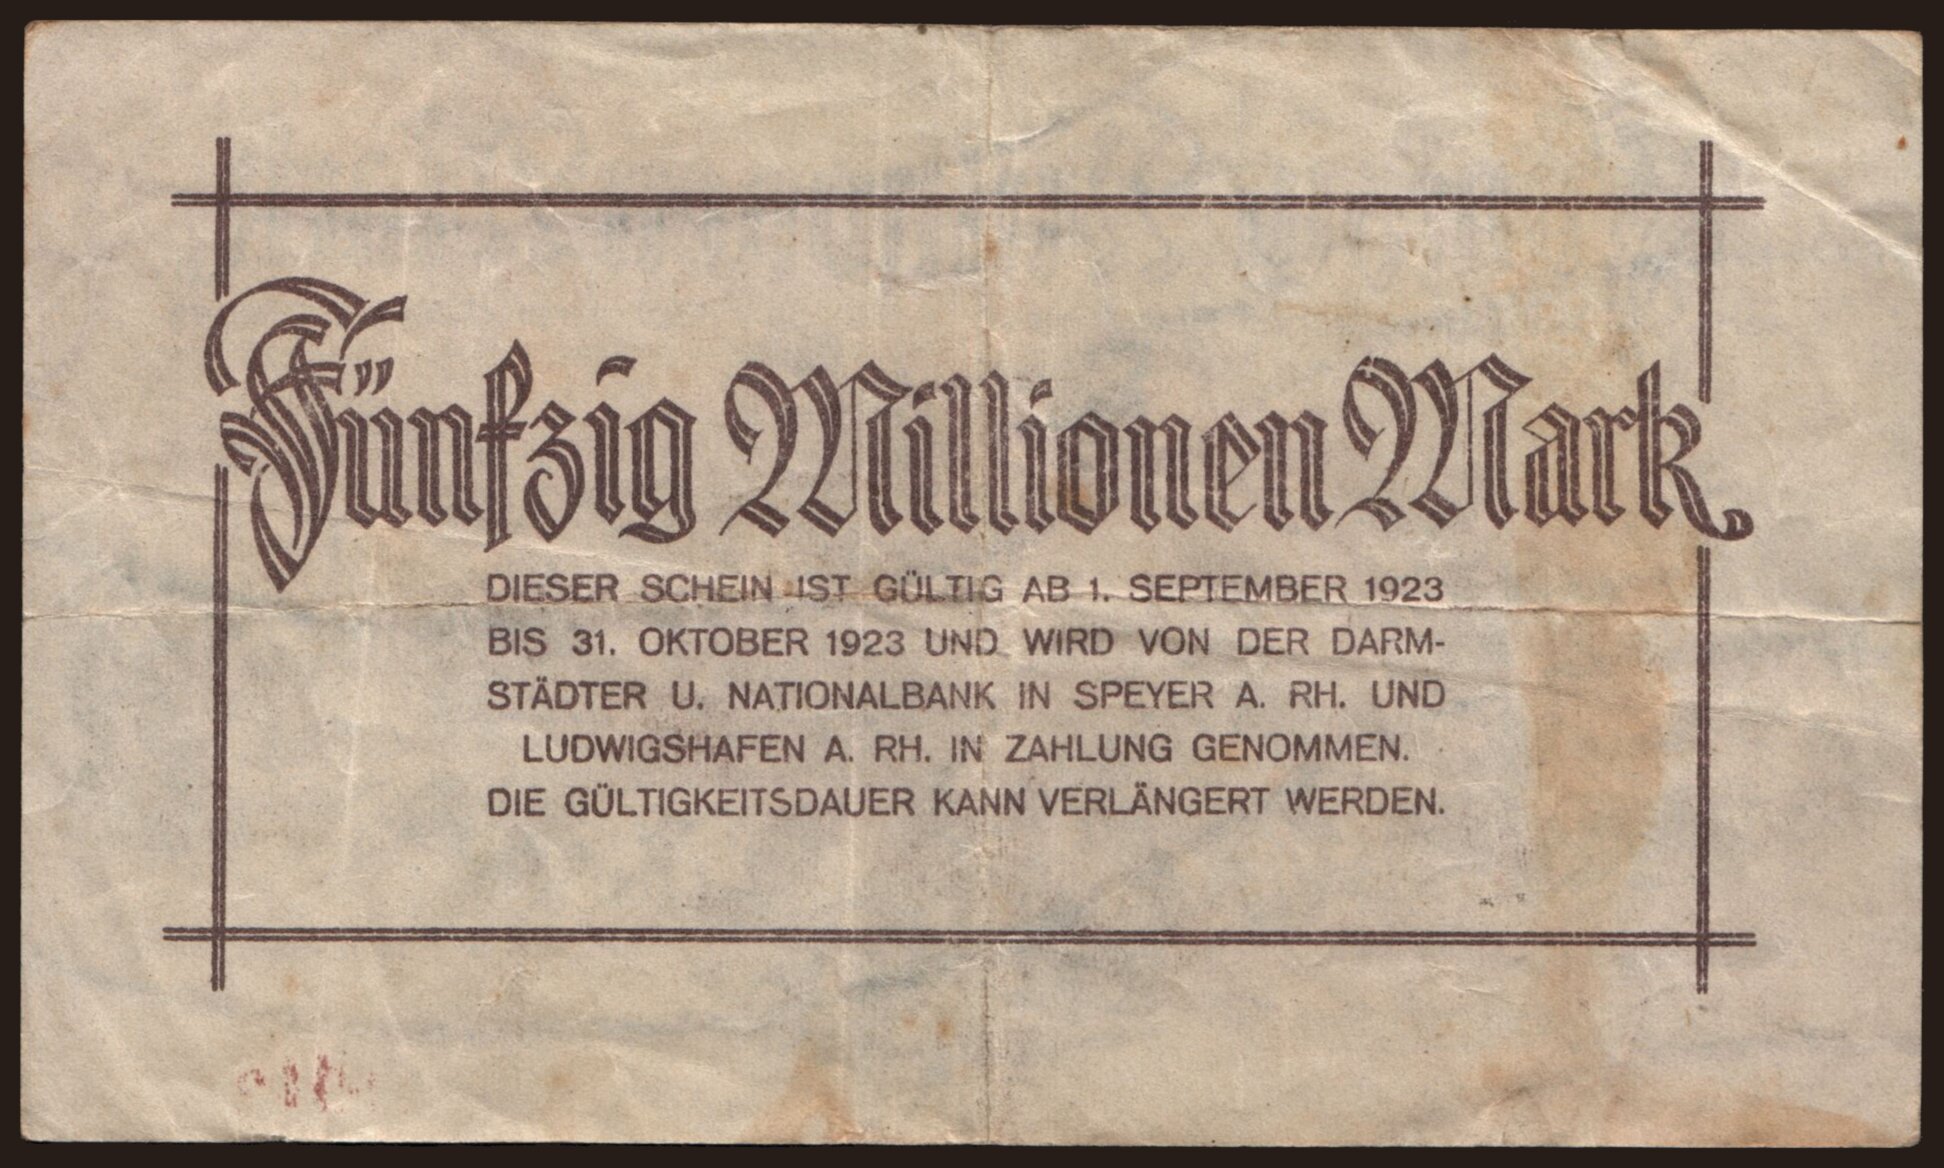 Fünfzig Millionen Mark
DIESER SCHEIN IST GÜLTIG AB 1. SEPTEMBER 1923
BIS 31. OKTOBER 1923 UND WIRD VON DER DARM-
STÄDTER U. NATIONALBANK IN SPEYER A. RH. UND
LUDWIGSHAFEN A. RH. IN ZAHLUNG GENOMMEN.
DIE GÜLTIGKEITSDAUER KANN VERLÄNGERT WERDEN.